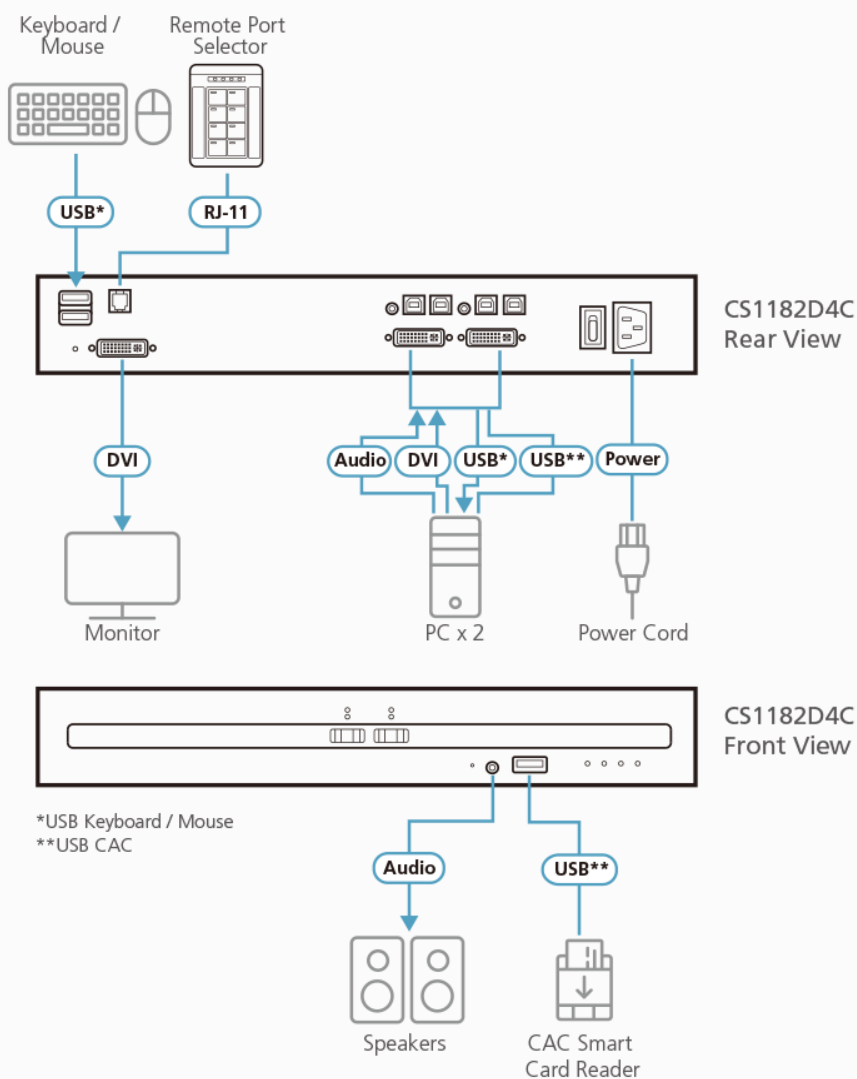 Keyboard /
Mouse
Remote Port
Selector
USB*
RJ-11
CS1182D4C
Rear View
DVI
Audio
DVI
USB*
USB**
Power
Monitor
PC x 2
Power Cord
CS1182D4C
Front View
*USB Keyboard / Mouse
**USB CAC
Audio
USB**
Speakers
CAC Smart
Card Reader